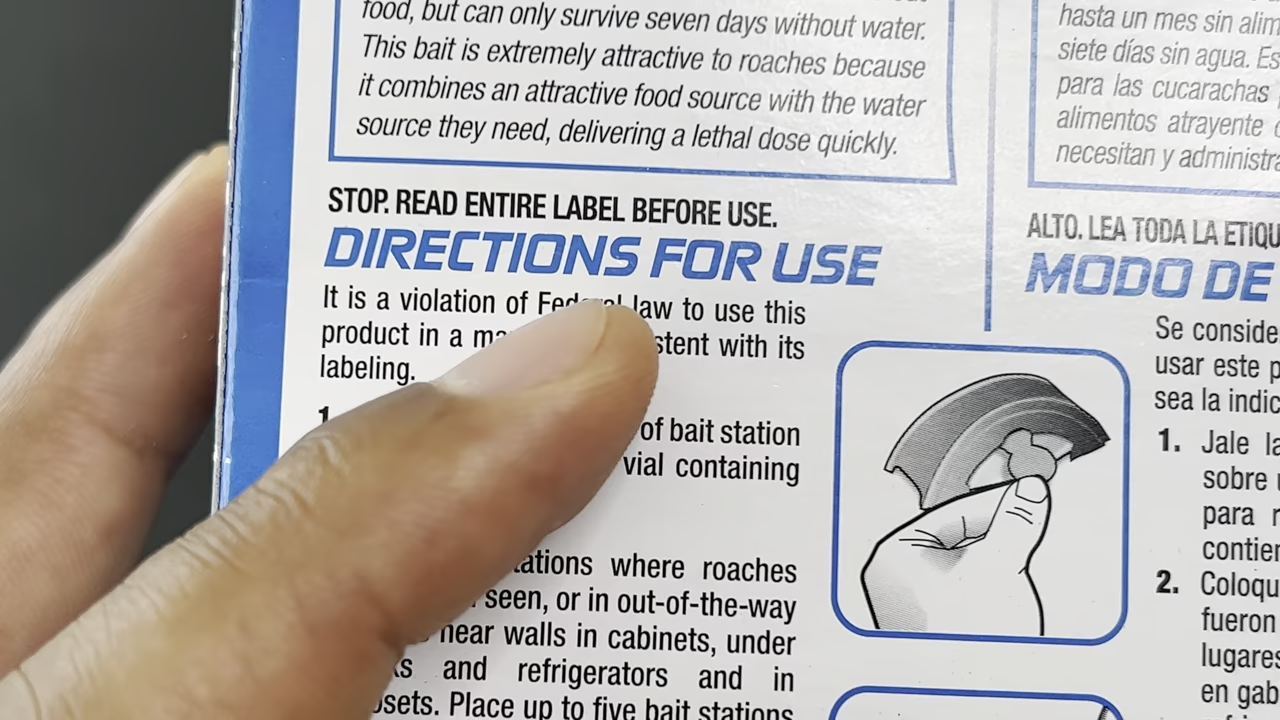 food, but can only survive seven days without water.
This bait is extremely attractive to roaches because
it combines an attractive food source with the water
source they need, delivering a lethal dose quickly.
STOP. READ ENTIRE LABEL BEFORE USE.
DIRECTIONS FOR USE
It is a violation of Federal law to use this
product in a stent with its
labeling.
1
of bait station
vial containing
ations where roaches
seen, or in out-of-the-way
near walls in cabinets, under
and refrigerators and in
osets. Place up to five bait stations
hasta un mes sin alim
siete días sin agua. Es
para las cucarachas
alimentos atrayente
necesitan y administra
ALTO. LEA TODA LA ETIQU
MODO DE
Se conside
usar este p
sea la indic
1. Jale la
sobre u
para r
contien
2. Coloqu
fueron
lugares
en gab